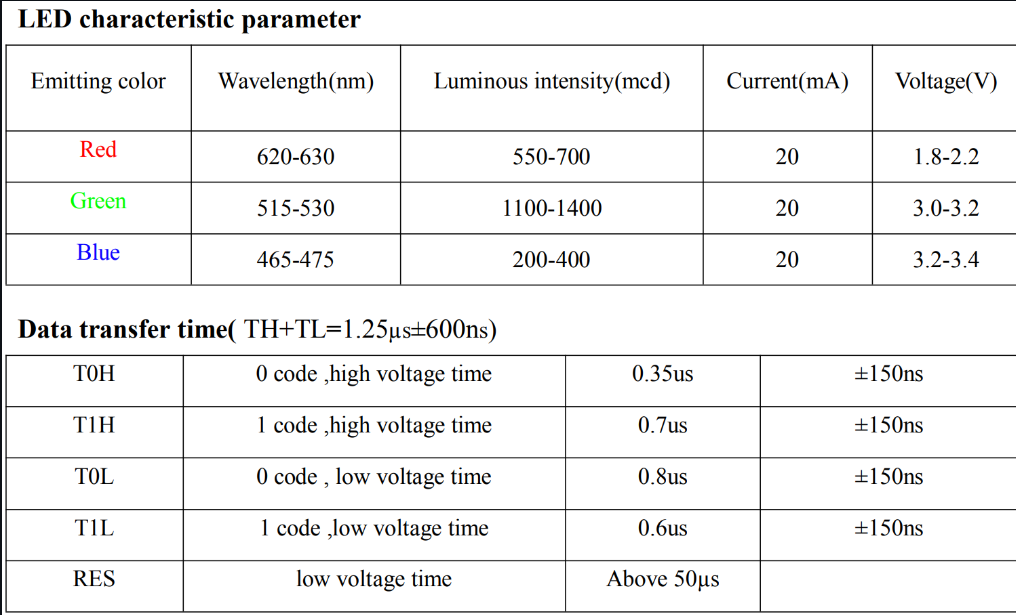 LED characteristic parameter
Emitting color Wavelength(nm) Luminous intensity(mcd) Current(mA) Voltage(V)
Red 620-630 550-700 20 1.8-2.2
Green 515-530 1100-1400 20 3.0-3.2
Blue 465-475 200-400 20 3.2-3.4
Data transfer time( TH+TL=1.25μs±600ns)
T0H 0 code ,high voltage time 0.35us ±150ns
T1H 1 code ,high voltage time 0.7us ±150ns
T0L 0 code , low voltage time 0.8us ±150ns
T1L 1 code ,low voltage time 0.6us ±150ns
RES low voltage time Above 50μs